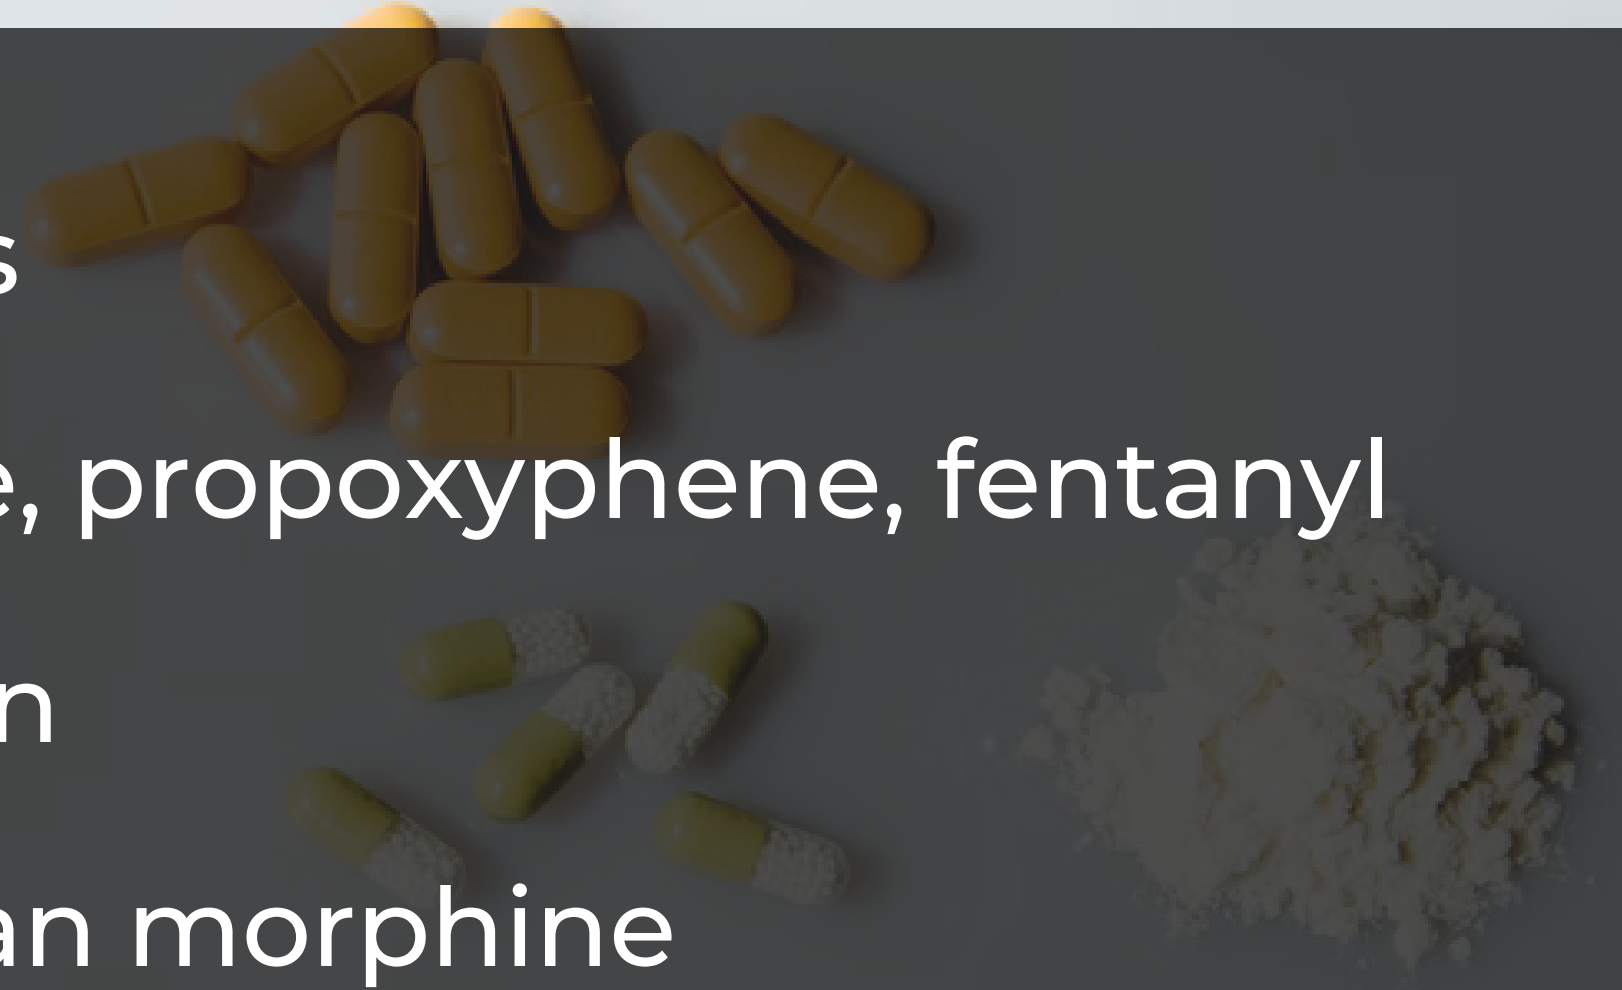 s
e, propoxyphene, fentanyl
n
an morphine